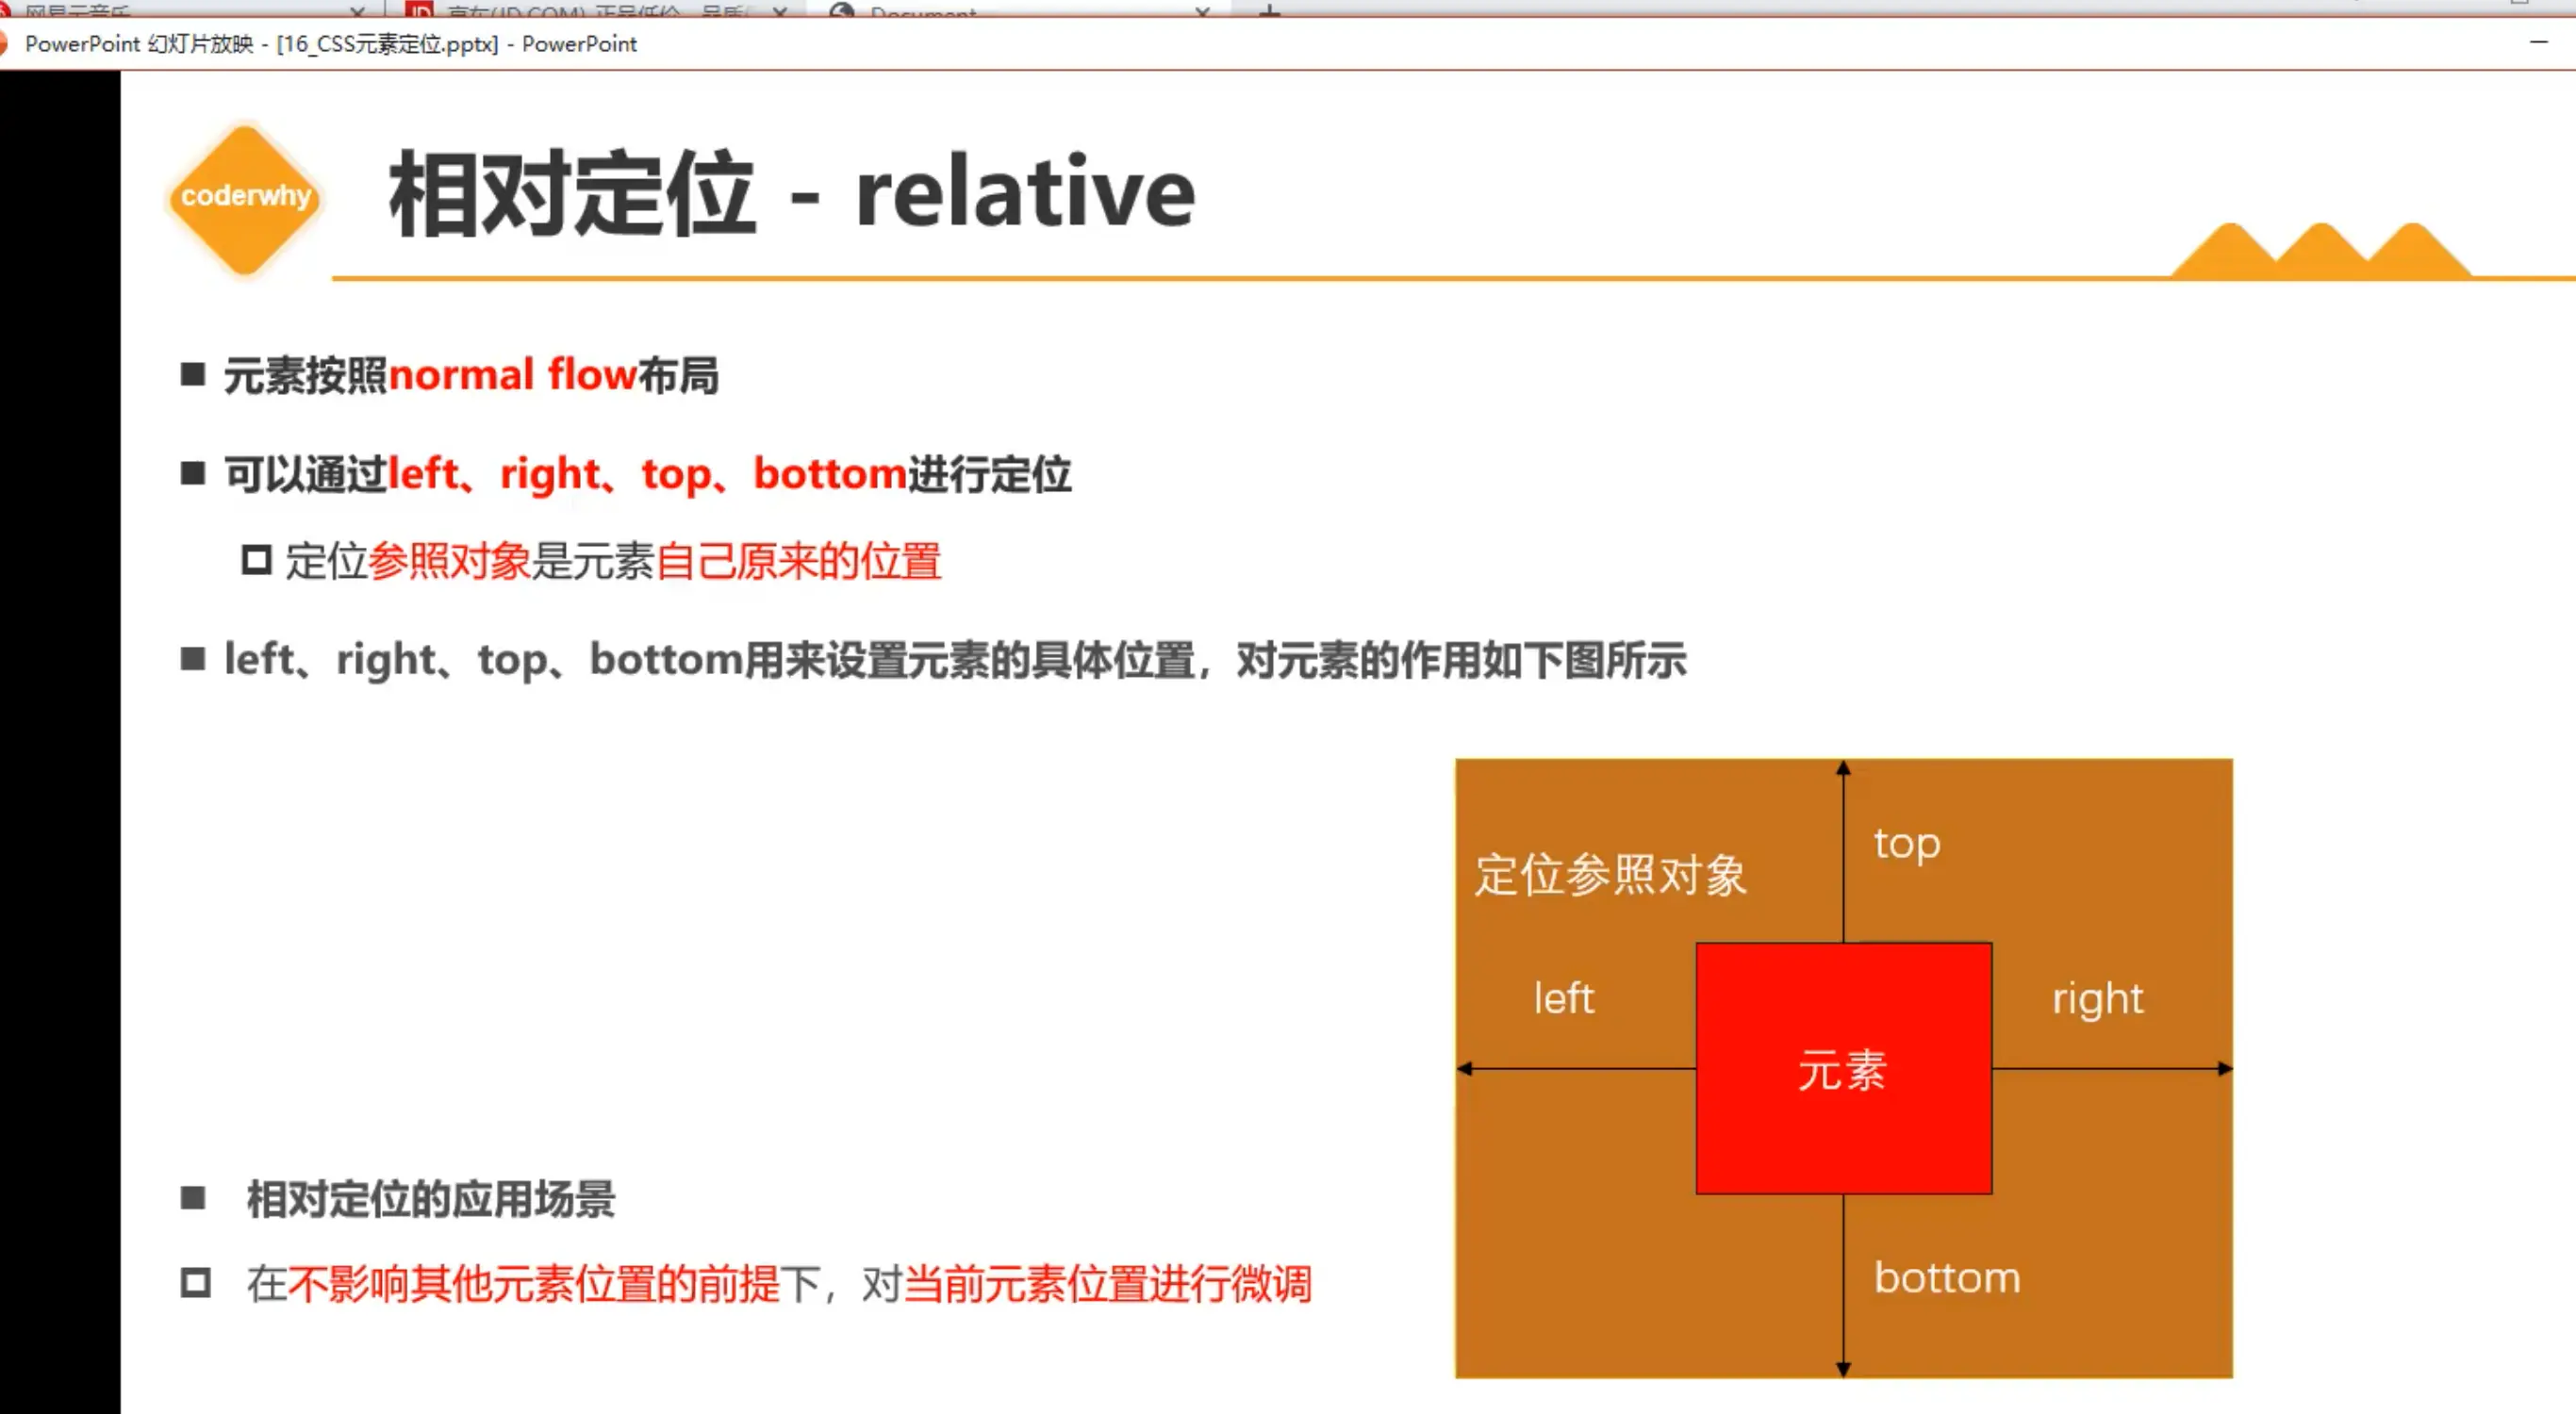 PowerPoint 幻灯片放映 - [16_CSS元素定位.pptx] - PowerPoint
coderwhy
相对定位 - relative
元素按照normal flow布局
可以通过left、right、top、bottom进行定位
定位参照对象是元素自己原来的位置
left、right、top、bottom用来设置元素的具体位置，对元素的作用如下图所示
top
定位参照对象
left
right
元素
bottom
相对定位的应用场景
在不影响其他元素位置的前提下，对当前元素位置进行微调